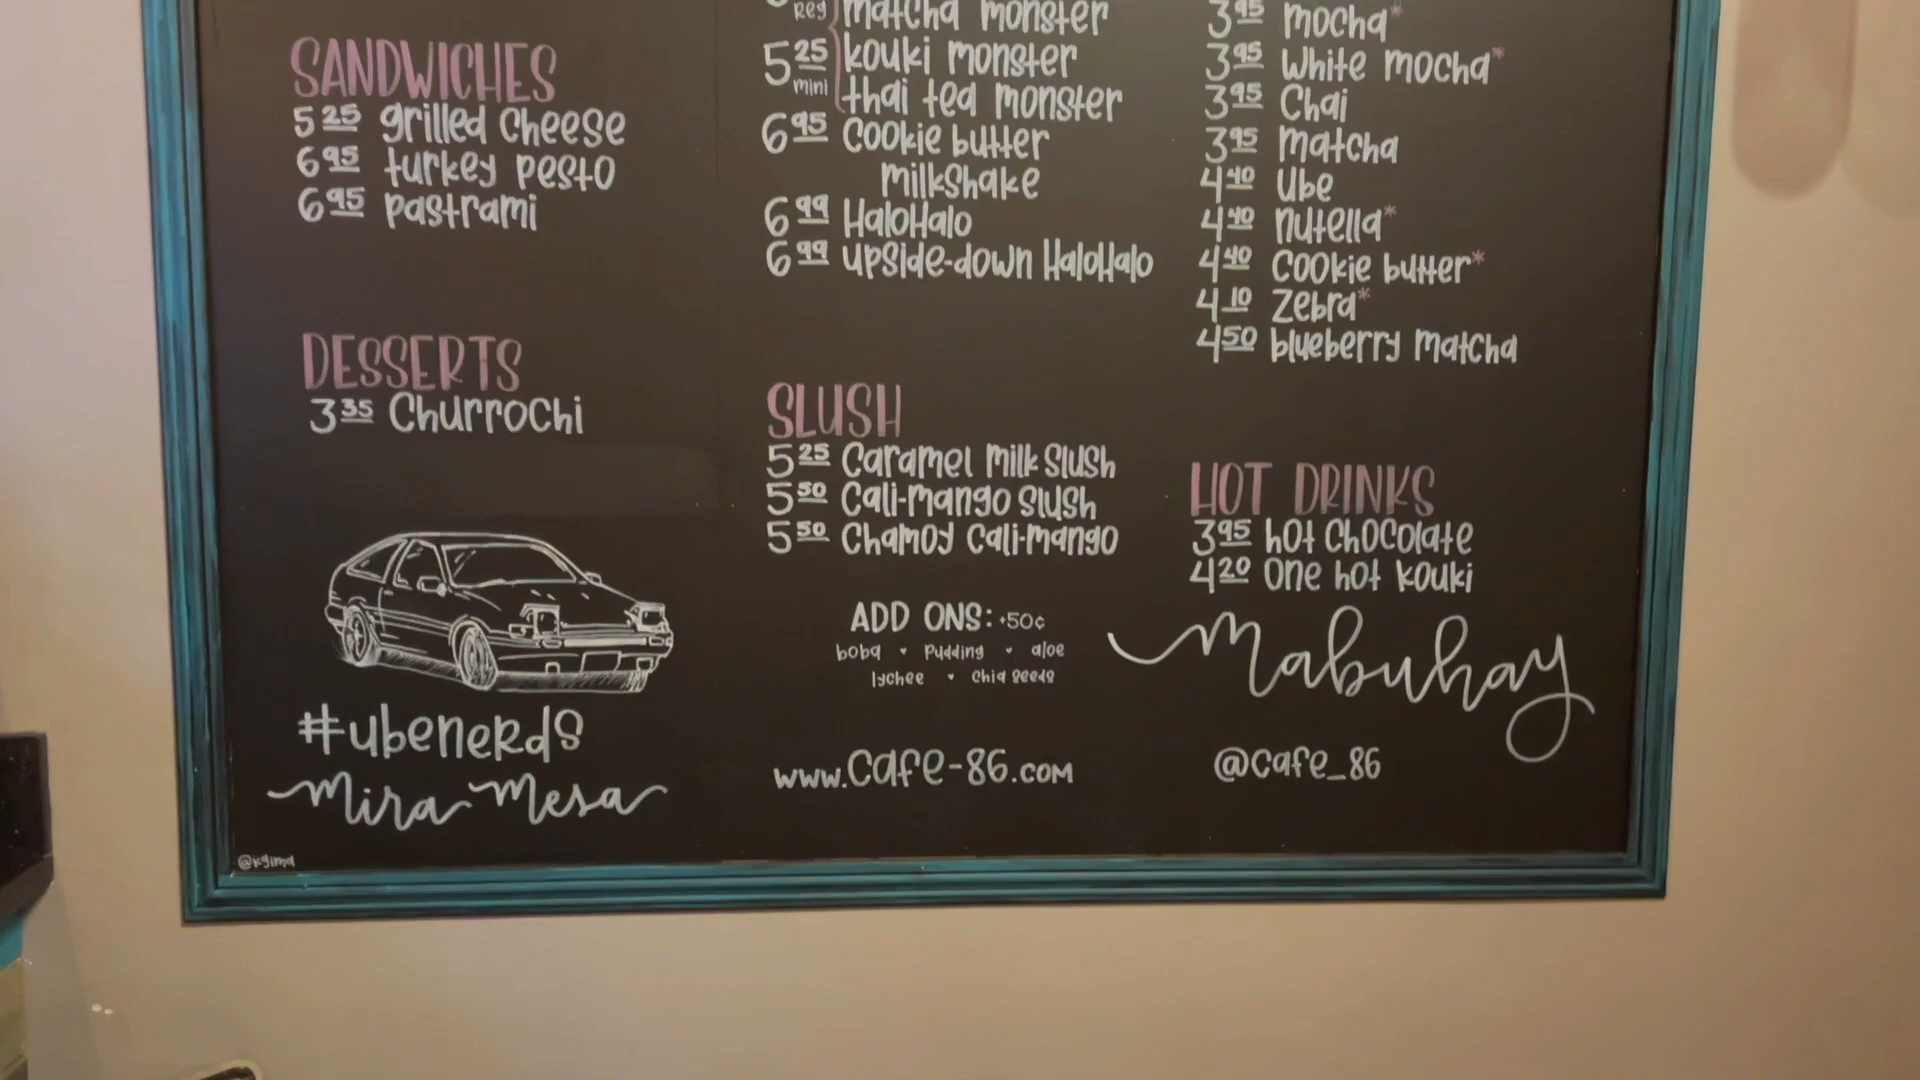 SANDWICHES
5 25 grilled cheese
6 95 turkey pesto
6 95 pastrami
DESSERTS
3 35 Churrochi
#ubenerds
Mira Mesa
@kgima
reg
matcha monster
5 25 mini
kouki monster
thai tea monster
6 95 Cookie butter
milkshake
6 99 HaloHalo
6 99 upside-down HaloHalo
SLUSH
5 25 Caramel milk slush
5 50 Cali-mango slush
5 50 Chamoy Cali-mango
ADD ONS: +50¢
boba • pudding • aloe
lychee • chia seeds
www.cafe-86.com
3 95 mocha*
3 95 white mocha*
3 95 Chai
3 95 matcha
4 40 ube
4 40 nutella*
4 40 cookie butter*
4 10 Zebra*
4 50 blueberry matcha
HOT DRINKS
3 95 hot chocolate
4 20 One hot kouki
Mabuhay
@cafe_86